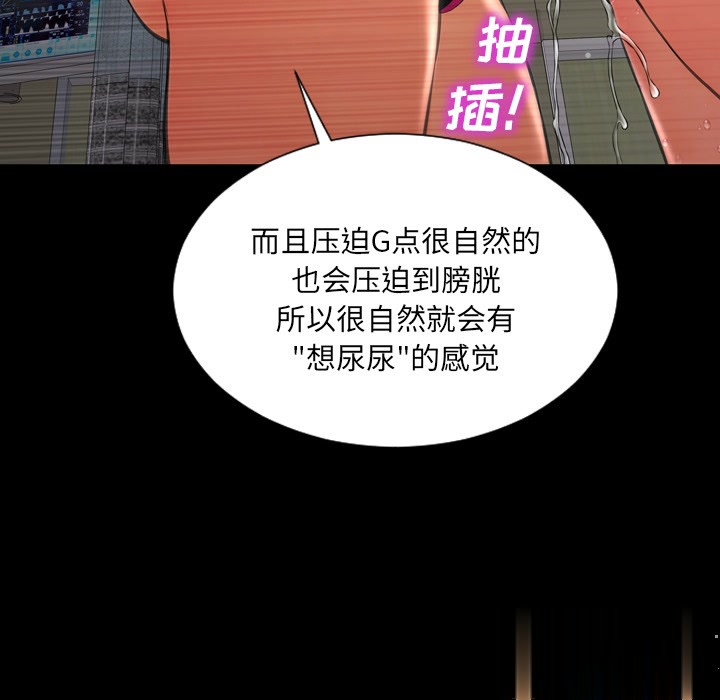 抽
插！
而且压迫G点很自然的
也会压迫到膀胱
所以很自然就会有
"想尿尿"的感觉